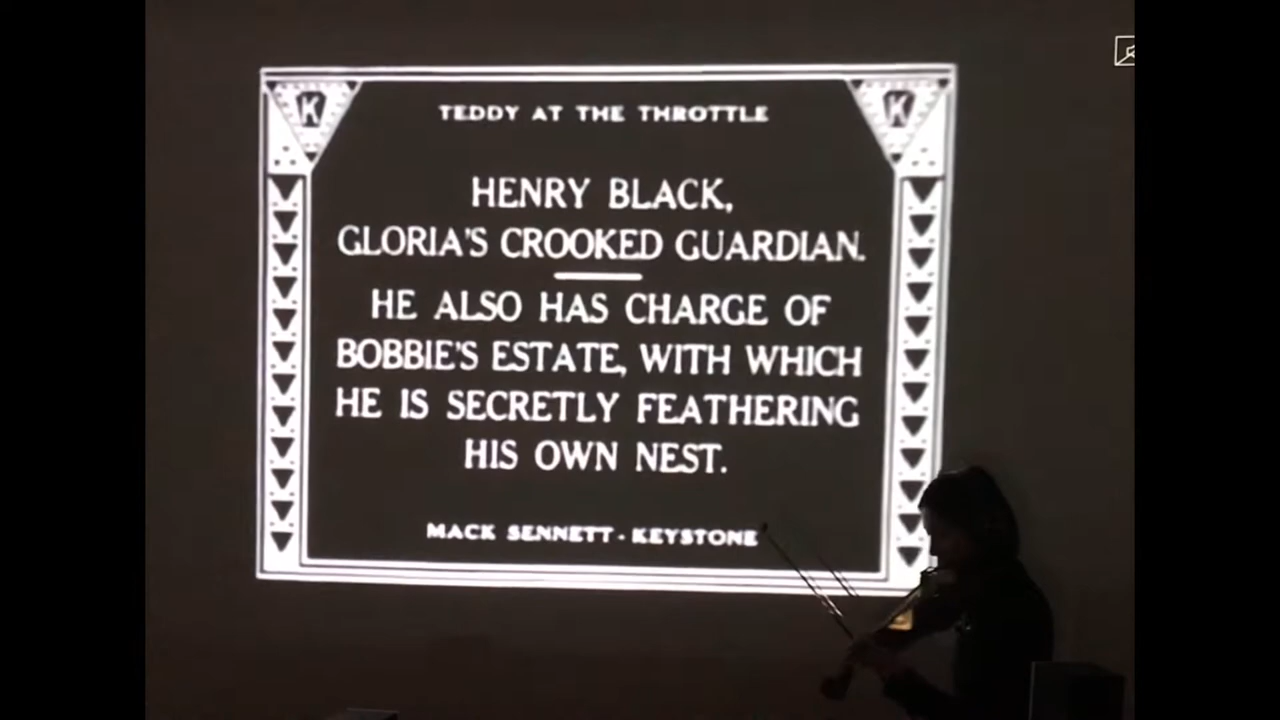 K K
TEDDY AT THE THROTTLE
HENRY BLACK,
GLORIA'S CROOKED GUARDIAN.
HE ALSO HAS CHARGE OF
BOBBIE'S ESTATE, WITH WHICH
HE IS SECRETLY FEATHERING
HIS OWN NEST.
MACK SENNETT - KEYSTONE